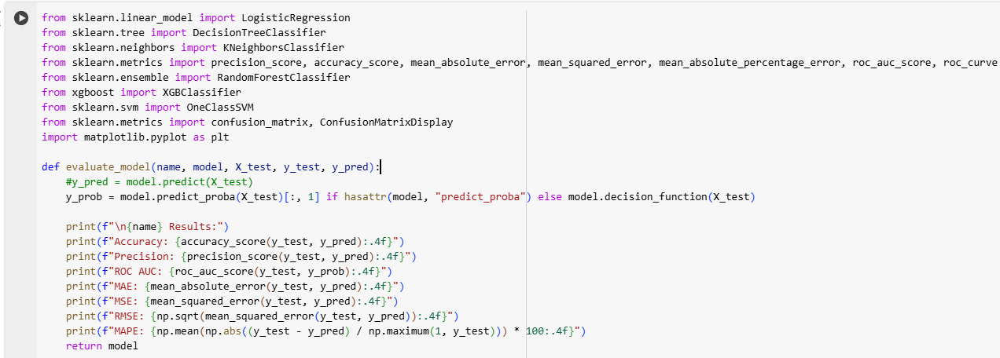 from sklearn.linear_model import LogisticRegression
from sklearn.tree import DecisionTreeClassifier
from sklearn.neighbors import KNeighborsClassifier
from sklearn.metrics import precision_score, accuracy_score, mean_absolute_error, mean_squared_error, mean_absolute_percentage_error, roc_auc_score, roc_curve
from sklearn.ensemble import RandomForestClassifier
from xgboost import XGBClassifier
from sklearn.svm import OneClassSVM
from sklearn.metrics import confusion_matrix, ConfusionMatrixDisplay
import matplotlib.pyplot as plt

def evaluate_model(name, model, X_test, y_test, y_pred):
    #y_pred = model.predict(X_test)
    y_prob = model.predict_proba(X_test)[:, 1] if hasattr(model, "predict_proba") else model.decision_function(X_test)

    print(f"\n{name} Results:")
    print(f"Accuracy: {accuracy_score(y_test, y_pred):.4f}")
    print(f"Precision: {precision_score(y_test, y_pred):.4f}")
    print(f"ROC AUC: {roc_auc_score(y_test, y_prob):.4f}")
    print(f"MAE: {mean_absolute_error(y_test, y_pred):.4f}")
    print(f"MSE: {mean_squared_error(y_test, y_pred):.4f}")
    print(f"RMSE: {np.sqrt(mean_squared_error(y_test, y_pred)):.4f}")
    print(f"MAPE: {np.mean(np.abs((y_test - y_pred) / np.maximum(1, y_test))) * 100:.4f}")
    return model